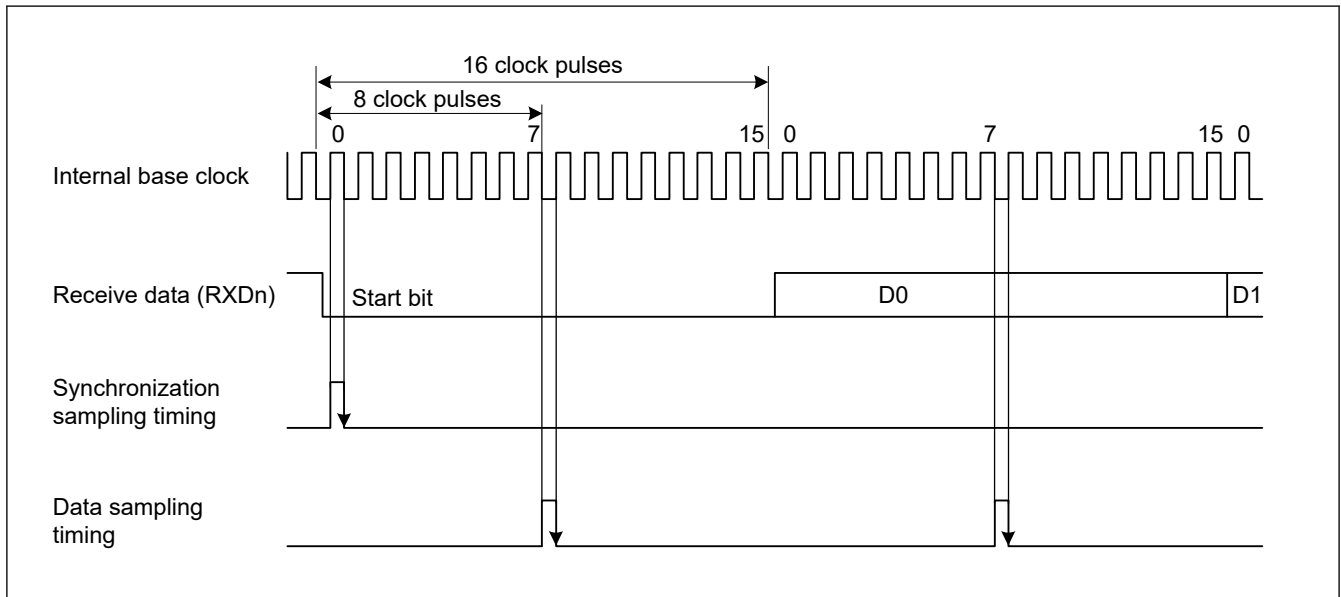 16 clock pulses
8 clock pulses
0 7 15 0 7 15 0
Internal base clock
Receive data (RXDn)
Start bit
D0
D1
Synchronization
sampling timing
Data sampling
timing